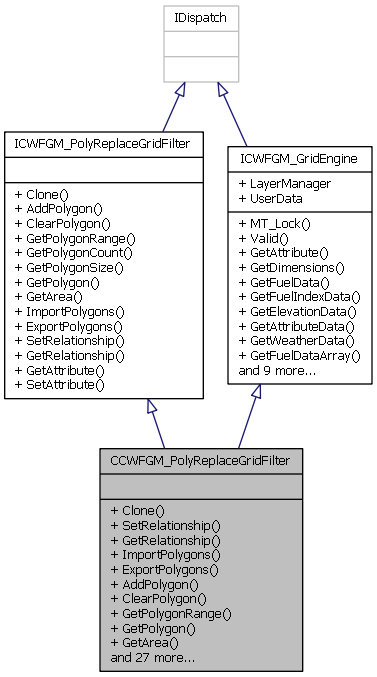 IDispatch
ICWFGM_PolyReplaceGridFilter
+ Clone()
+ AddPolygon()
+ ClearPolygon()
+ GetPolygonRange()
+ GetPolygonCount()
+ GetPolygonSize()
+ GetPolygon()
+ GetArea()
+ ImportPolygons()
+ ExportPolygons()
+ SetRelationship()
+ GetRelationship()
+ GetAttribute()
+ SetAttribute()
ICWFGM_GridEngine
+ LayerManager
+ UserData
+ MT_Lock()
+ Valid()
+ GetAttribute()
+ GetDimensions()
+ GetFuelData()
+ GetFuelIndexData()
+ GetElevationData()
+ GetAttributeData()
+ GetWeatherData()
+ GetFuelDataArray()
and 9 more...
CCWFGM_PolyReplaceGridFilter
+ Clone()
+ SetRelationship()
+ GetRelationship()
+ ImportPolygons()
+ ExportPolygons()
+ AddPolygon()
+ ClearPolygon()
+ GetPolygonRange()
+ GetPolygon()
+ GetArea()
and 27 more...